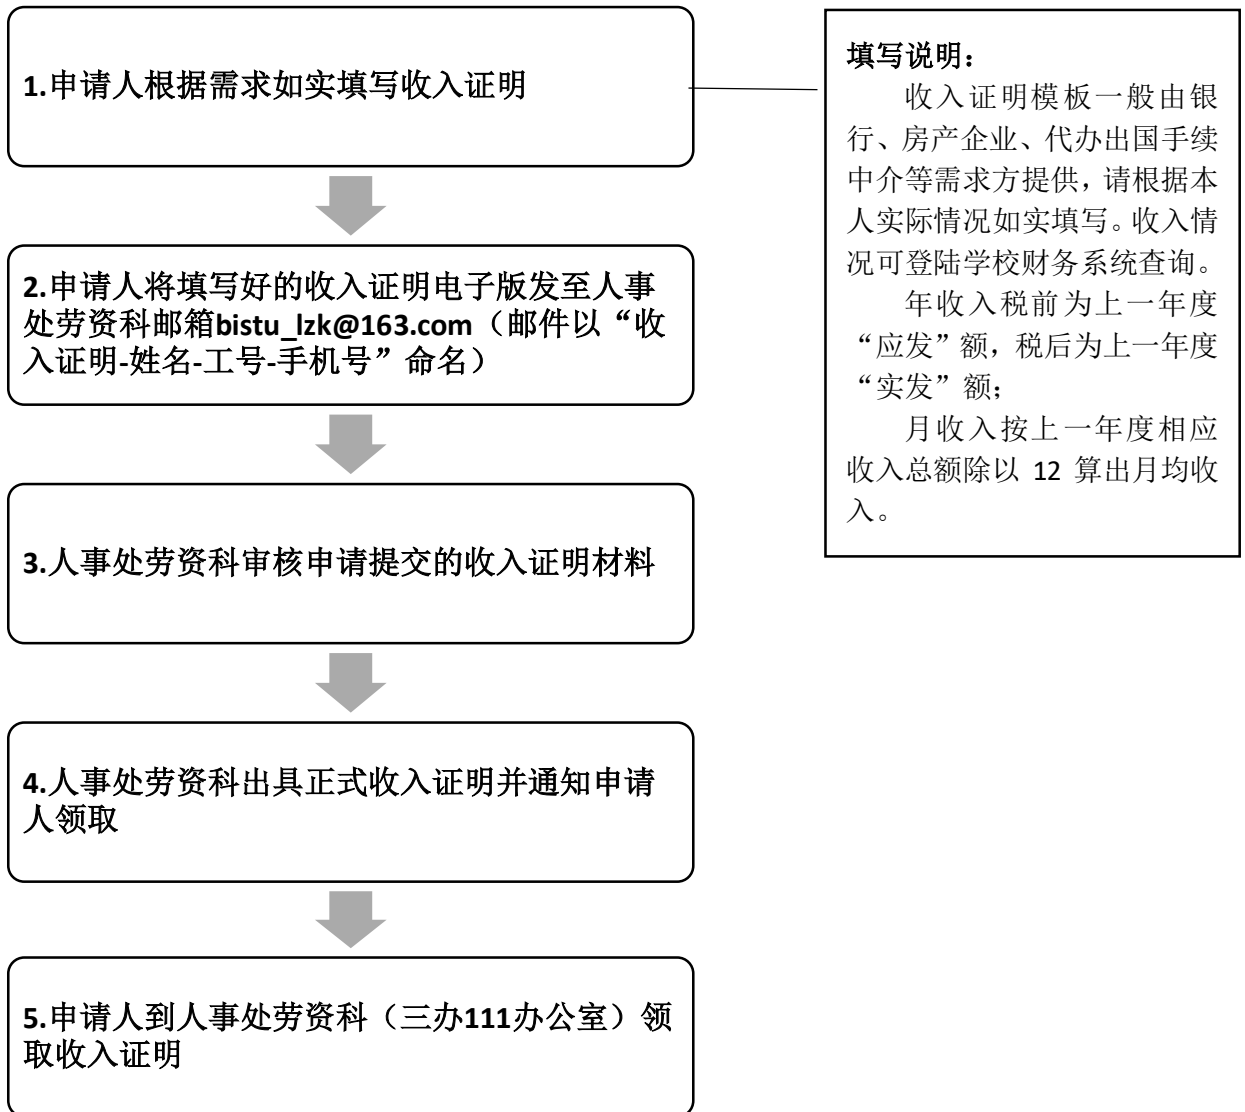 1.申请人根据需求如实填写收入证明
填写说明：
收入证明模板一般由银
行、房产企业、代办出国手续
中介等需求方提供，请根据本
人实际情况如实填写。收入情
况可登陆学校财务系统查询。
年收入税前为上一年度
“应发”额，税后为上一年度
“实发”额；
月收入按上一年度相应
收入总额除以 12 算出月均收
入。
2.申请人将填写好的收入证明电子版发至人事
处劳资科邮箱bistu_lzk@163.com（邮件以“收
入证明-姓名-工号-手机号”命名）
3.人事处劳资科审核申请提交的收入证明材料
4.人事处劳资科出具正式收入证明并通知申请
人领取
5.申请人到人事处劳资科（三办111办公室）领
取收入证明